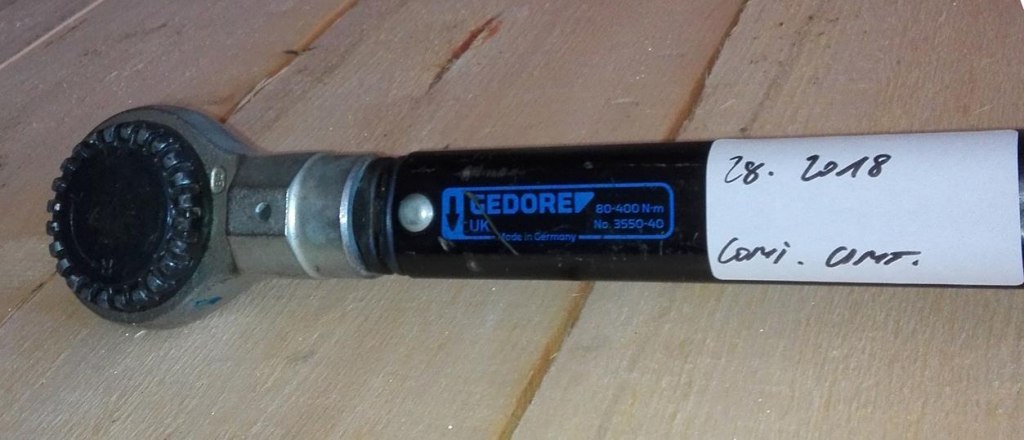 GEDORE
UK
80-400 N·m
No. 3550-40
Made in Germany
28. 2018